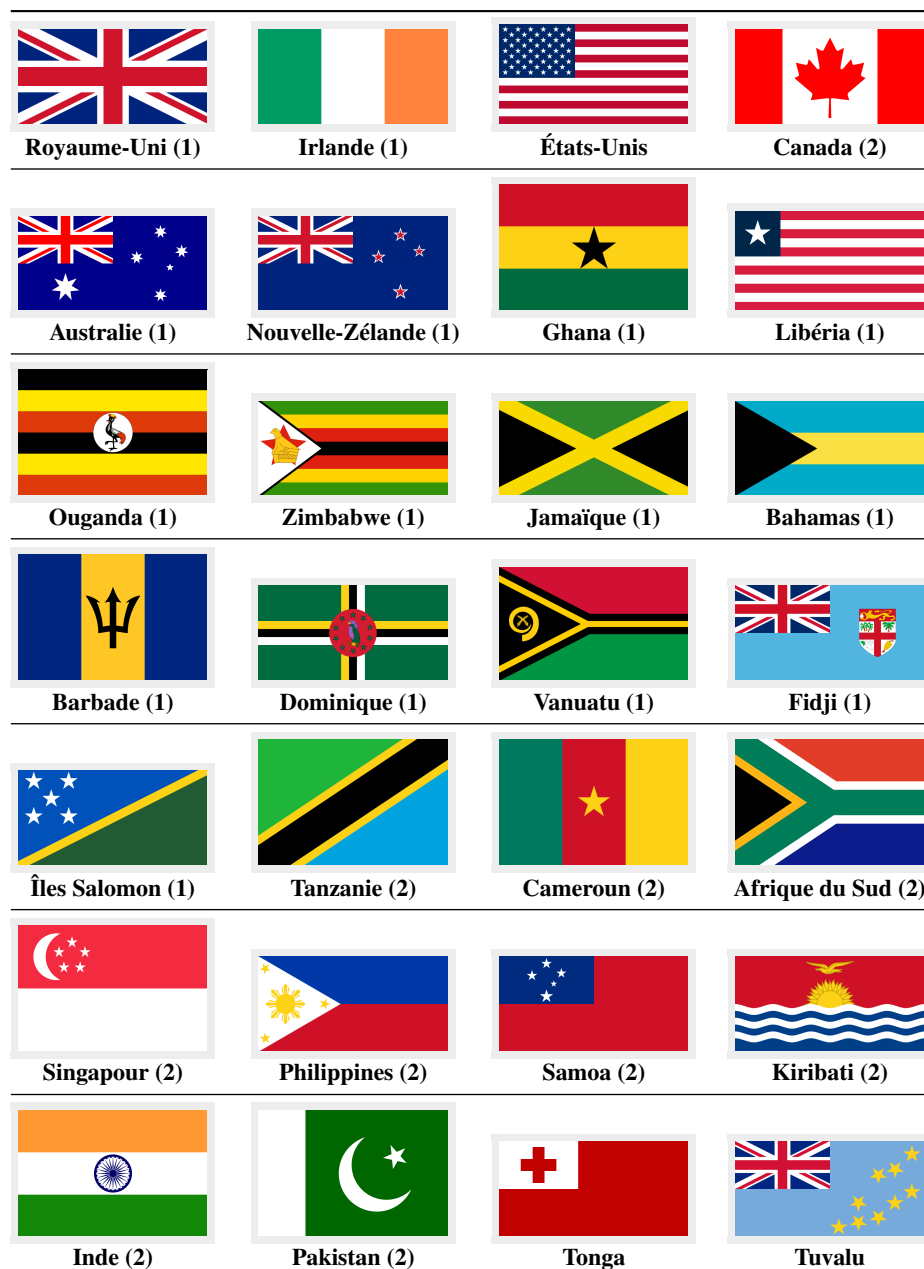 Royaume-Uni (1) Irlande (1) États-Unis Canada (2)
Australie (1) Nouvelle-Zélande (1) Ghana (1) Libéria (1)
Ouganda (1) Zimbabwe (1) Jamaïque (1) Bahamas (1)
Barbade (1) Dominique (1) Vanuatu (1) Fidji (1)
Îles Salomon (1) Tanzanie (2) Cameroun (2) Afrique du Sud (2)
Singapour (2) Philippines (2) Samoa (2) Kiribati (2)
Inde (2) Pakistan (2) Tonga Tuvalu